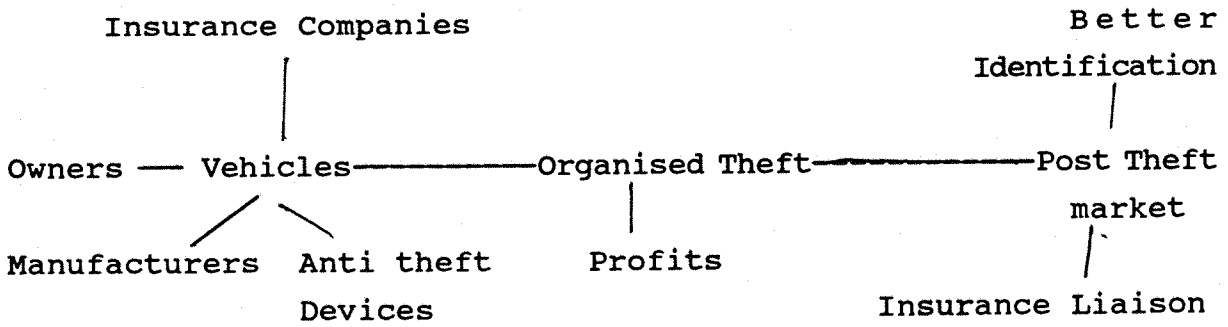 Insurance Companies
Better
Identification
Owners Vehicles Organised Theft Post Theft
market
Manufacturers Anti theft Profits
Devices
Insurance Liaison